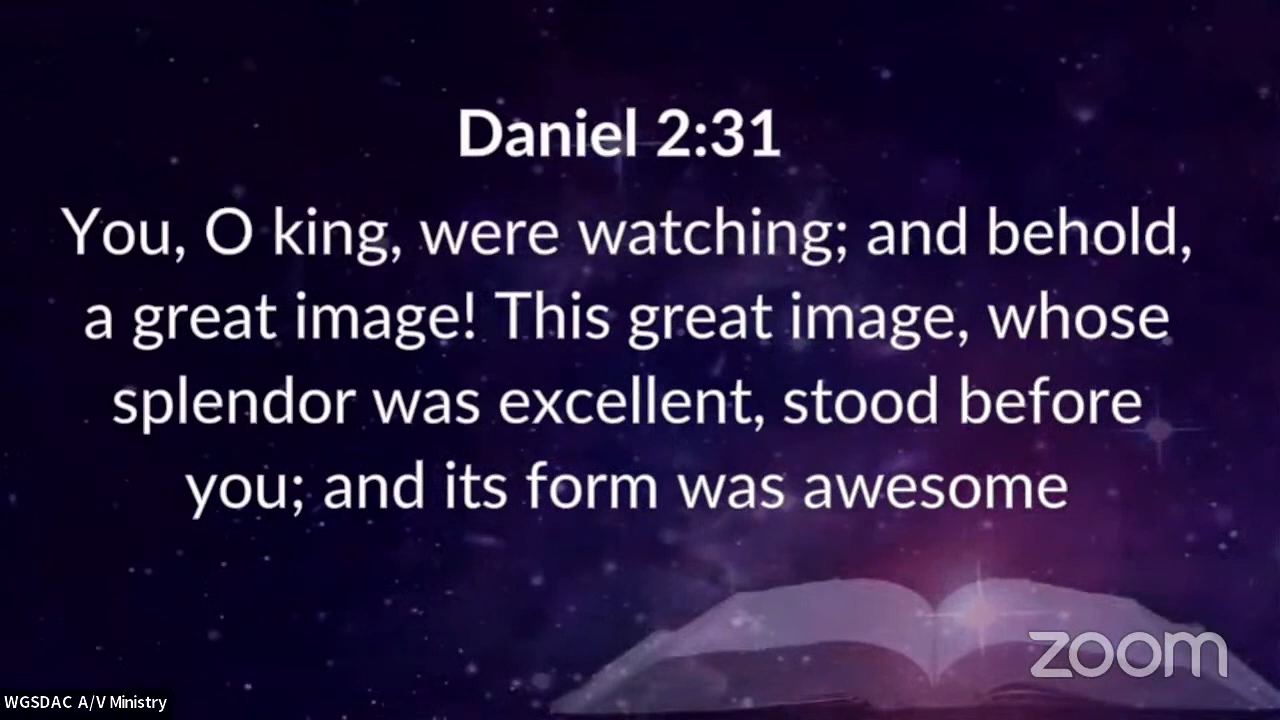 Daniel 2:31
You, O king, were watching; and behold,
a great image! This great image, whose
splendor was excellent, stood before
you; and its form was awesome
zoom
WGSDAC A/V Ministry